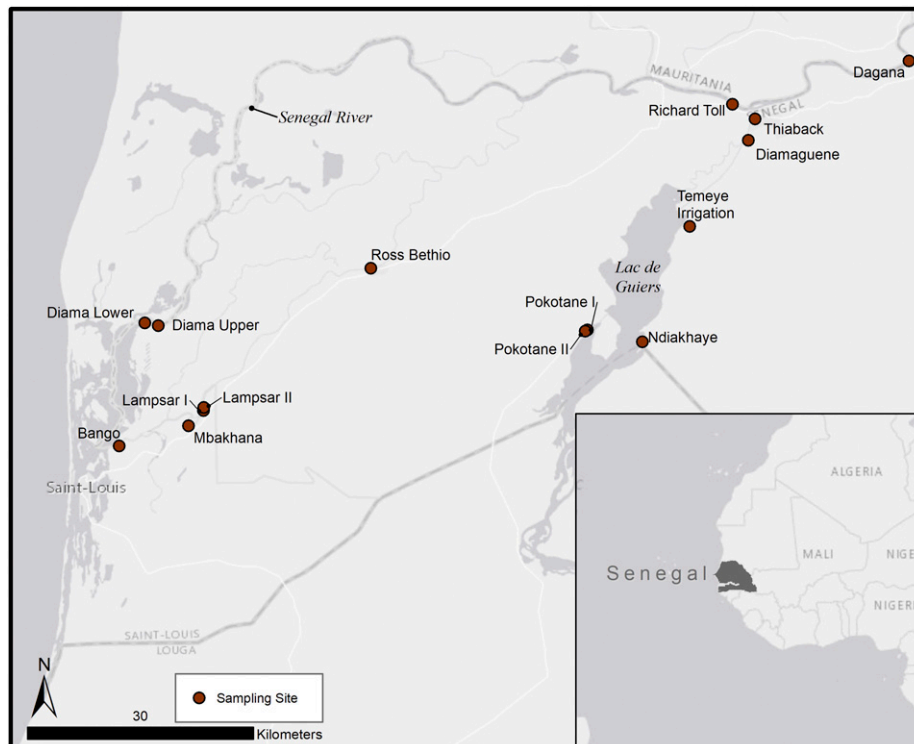 Dagana
MAURITANIA
SENEGAL
Richard Toll
Thiaback
Diamaguene
Senegal River
Temeye
Irrigation
Ross Bethio
Lac de
Guiers
Pokotane I
Diama Lower
Diama Upper
Pokotane II
Ndiakhaye
Lampsar I
Lampsar II
Bango
Mbakhana
Saint-Louis
ALGERIA
MALI
NIGE
Senegal
NIGERI
SAINT-LOUIS
LOUGA
N
Sampling Site
30
Kilometers